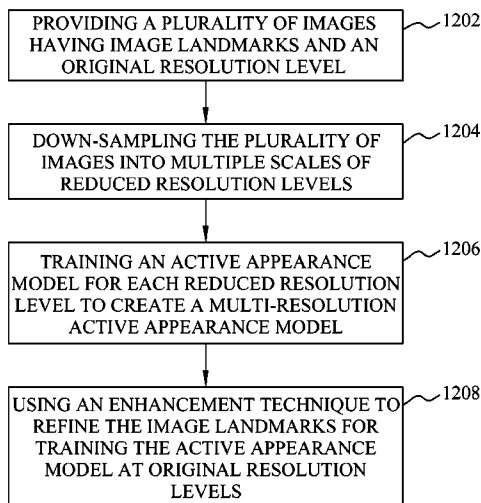 PROVIDING A PLURALITY OF IMAGES
HAVING IMAGE LANDMARKS AND AN
ORIGINAL RESOLUTION LEVEL
1202
DOWN-SAMPLING THE PLURALITY OF
IMAGES INTO MULTIPLE SCALES OF
REDUCED RESOLUTION LEVELS
1204
TRAINING AN ACTIVE APPEARANCE
MODEL FOR EACH REDUCED RESOLUTION
LEVEL TO CREATE A MULTI-RESOLUTION
ACTIVE APPEARANCE MODEL
1206
USING AN ENHANCEMENT TECHNIQUE TO
REFINE THE IMAGE LANDMARKS FOR
TRAINING THE ACTIVE APPEARANCE
MODEL AT ORIGINAL RESOLUTION
LEVELS
1208